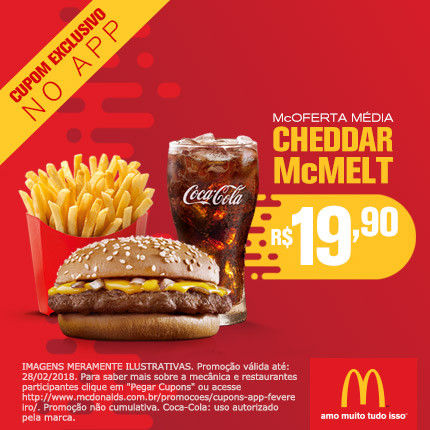 CUPOM EXCLUSIVO
NO APP
McOFERTA MÉDIA
CHEDDAR
McMELT
R$19,90
Coca-Cola
IMAGENS MERAMENTE ILUSTRATIVAS. Promoção válida até:
28/02/2018. Para saber mais sobre a mecânica e restaurantes
participantes clique em "Pegar Cupons" ou acesse
http://www.mcdonalds.com.br/promocoes/cupons-app-fevere
iro/. Promoção não cumulativa. Coca-Cola: uso autorizado
pela marca.
amo muito tudo isso